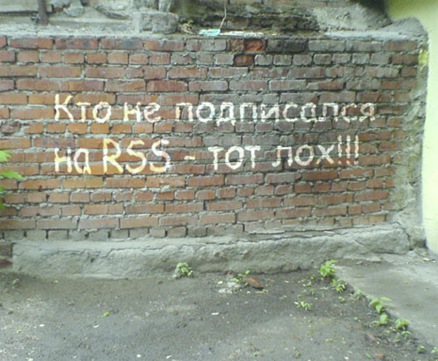 Кто не подписался
на RSS - тот лох!!!